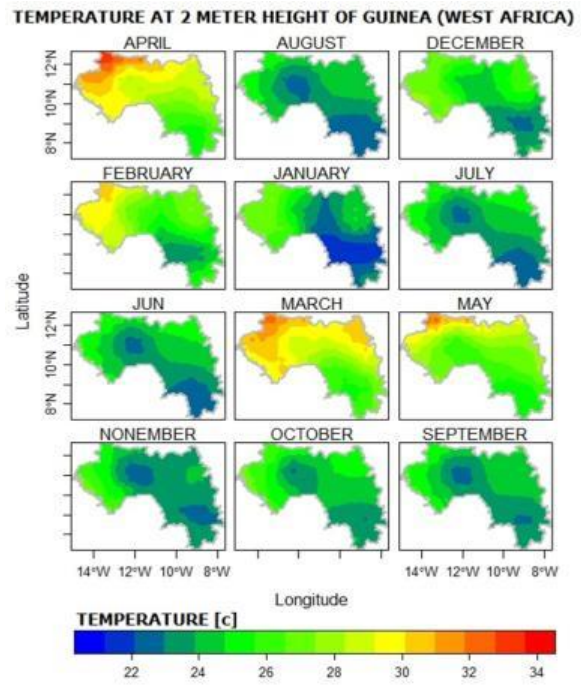 TEMPERATURE AT 2 METER HEIGHT OF GUINEA (WEST AFRICA)
APRIL AUGUST DECEMBER
12°N
10°N
8°N
FEBRUARY JANUARY JULY
Latitude
JUN MARCH MAY
12°N
10°N
8°N
NONEMBER OCTOBER SEPTEMBER
14°W 12°W 10°W 8°W 14°W 12°W 10°W 8°W
Longitude
TEMPERATURE [c]
22 24 26 28 30 32 34